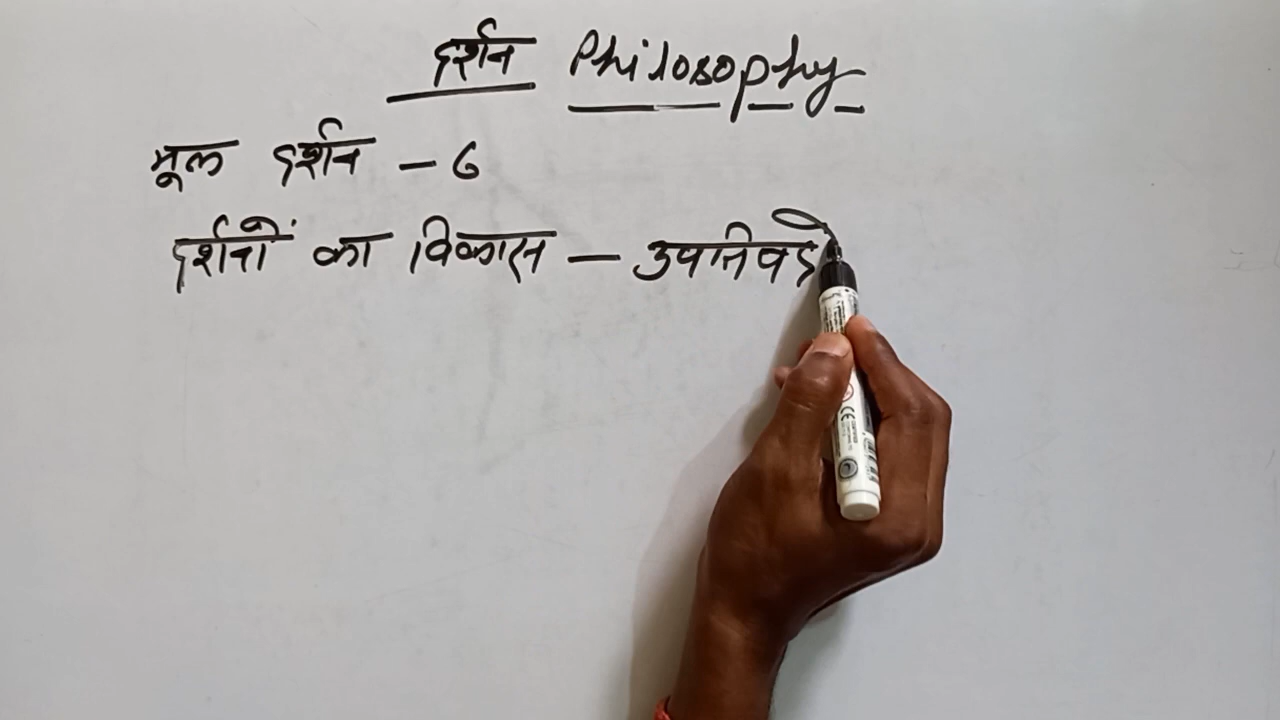 दर्शन Philosophy
मूल दर्शन – 6
दर्शनों का विकास – उपनिषदो